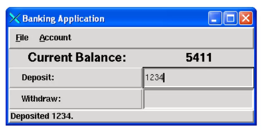 Banking Application
File Account
Current Balance: 5411
Deposit: 1234
Withdraw:
Deposited 1234.